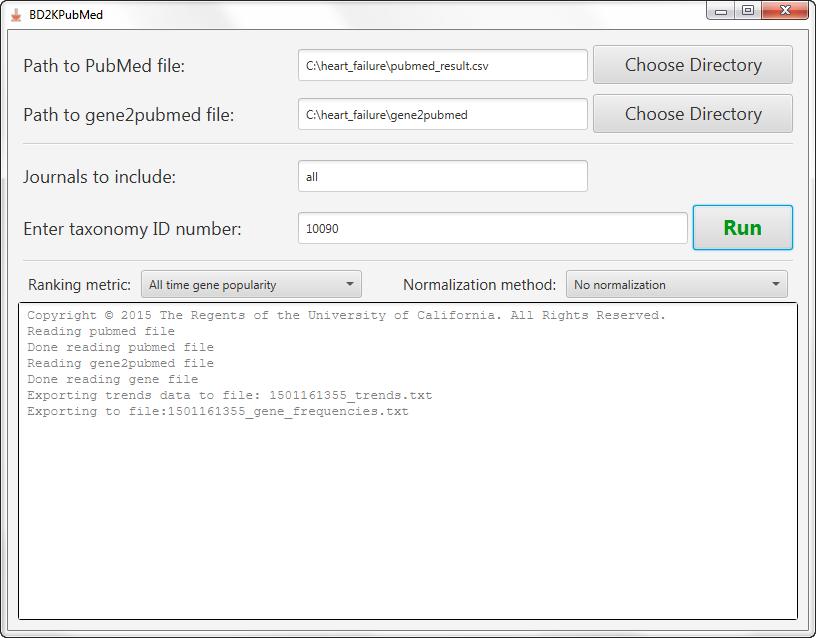 BD2KPubMed
Path to PubMed file: C:\heart_failure\pubmed_result.csv Choose Directory
Path to gene2pubmed file: C:\heart_failure\gene2pubmed Choose Directory
Journals to include: all
Enter taxonomy ID number: 10090 Run
Ranking metric: All time gene popularity Normalization method: No normalization
Copyright © 2015 The Regents of the University of California. All Rights Reserved.
Reading pubmed file
Done reading pubmed file
Reading gene2pubmed file
Done reading gene file
Exporting trends data to file: 1501161355_trends.txt
Exporting to file:1501161355_gene_frequencies.txt